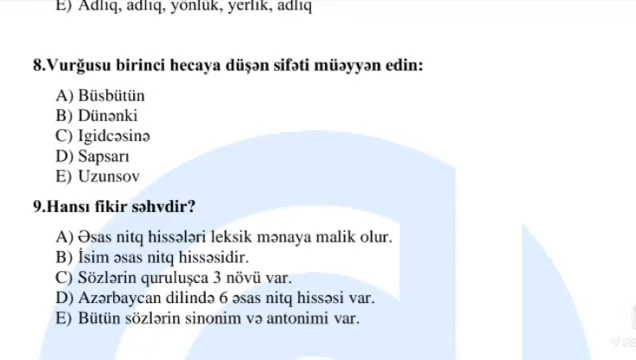 E) Adlıq, adlıq, yönlük, yerlik, adlıq
8.Vurğusu birinci hecaya düşən sifəti müəyyən edin:
A) Büsbütün
B) Dünənki
C) Igidcəsinə
D) Sapsarı
E) Uzunsov
9.Hansı fikir səhvdir?
A) Əsas nitq hissələri leksik mənaya malik olur.
B) İsim əsas nitq hissəsidir.
C) Sözlərin quruluşca 3 növü var.
D) Azərbaycan dilində 6 əsas nitq hissəsi var.
E) Bütün sözlərin sinonim və antonimi var.